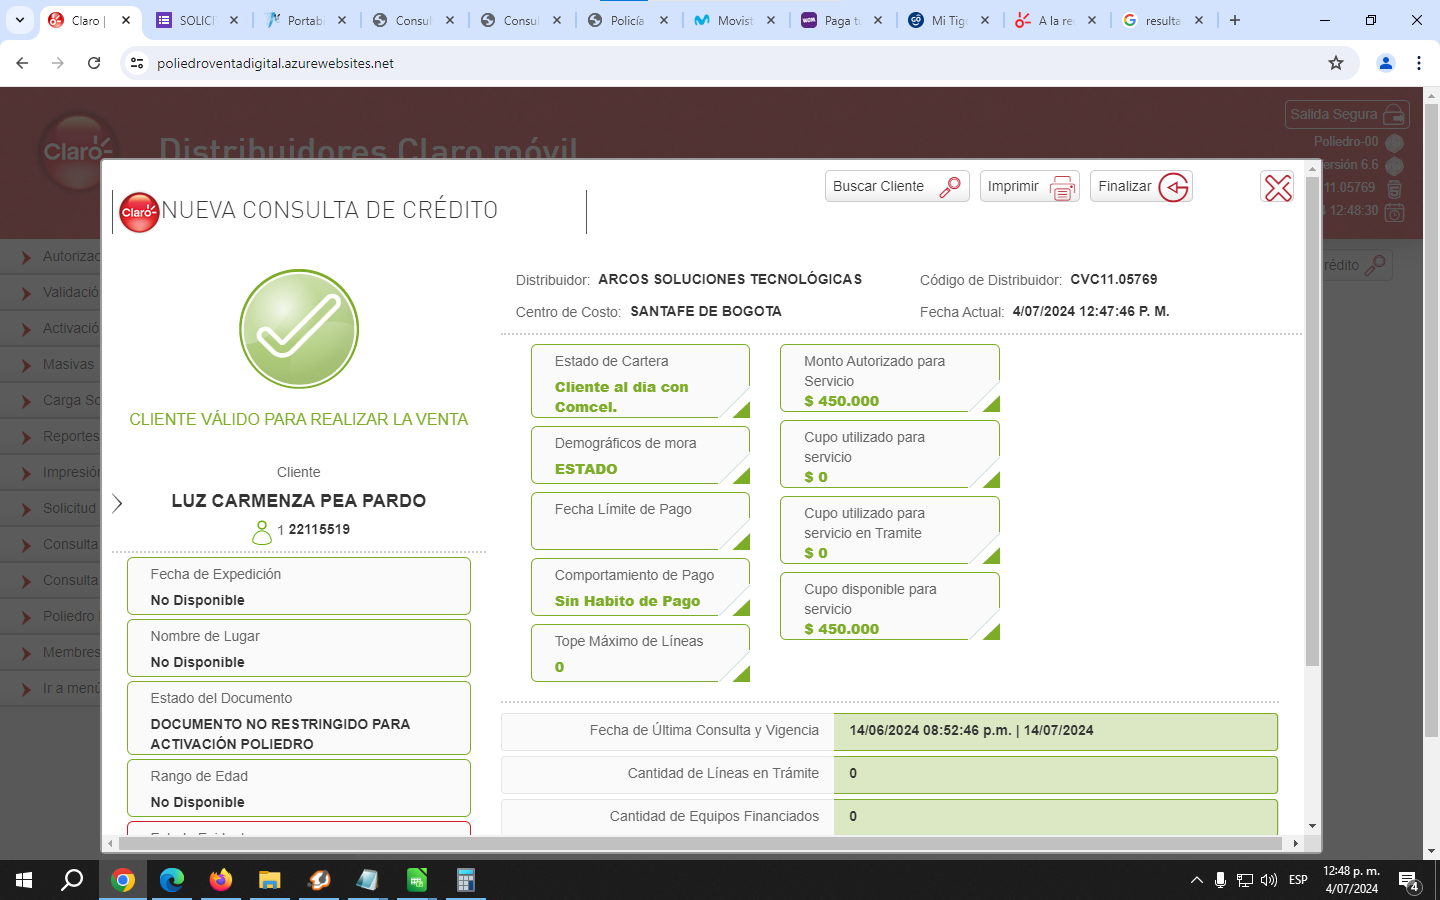 Claro |
SOLICI
Portabi
Consul
Consul
Policía
Movist
Paga tu
Mi Tig
A la re
resulta
poliedroventadigital.azurewebsites.net
Claro
Distribuidores Claro móvil
Salida Segura
Poliedro-00
ersión 6.6
11.05769
12:48:30
Autorizac
Validació
Activació
Masivas
Carga So
Reportes
Impresión
Solicitud
Consulta
Consulta
Poliedro
Membres
Ir a menú
rédito
Buscar Cliente
Imprimir
Finalizar
Claro
NUEVA CONSULTA DE CRÉDITO
CLIENTE VÁLIDO PARA REALIZAR LA VENTA
Cliente
LUZ CARMENZA PEA PARDO
1 22115519
Fecha de Expedición
No Disponible
Nombre de Lugar
No Disponible
Estado del Documento
DOCUMENTO NO RESTRINGIDO PARA
ACTIVACIÓN POLIEDRO
Rango de Edad
No Disponible
Distribuidor: ARCOS SOLUCIONES TECNOLÓGICAS
Código de Distribuidor: CVC11.05769
Centro de Costo: SANTAFE DE BOGOTA
Fecha Actual: 4/07/2024 12:47:46 P. M.
Estado de Cartera
Cliente al dia con
Comcel.
Demográficos de mora
ESTADO
Fecha Límite de Pago
Comportamiento de Pago
Sin Habito de Pago
Tope Máximo de Líneas
0
Monto Autorizado para
Servicio
$ 450.000
Cupo utilizado para
servicio
$ 0
Cupo utilizado para
servicio en Tramite
$ 0
Cupo disponible para
servicio
$ 450.000
Fecha de Última Consulta y Vigencia 14/06/2024 08:52:46 p.m. | 14/07/2024
Cantidad de Líneas en Trámite 0
Cantidad de Equipos Financiados 0
ESP
12:48 p. m.
4/07/2024
4